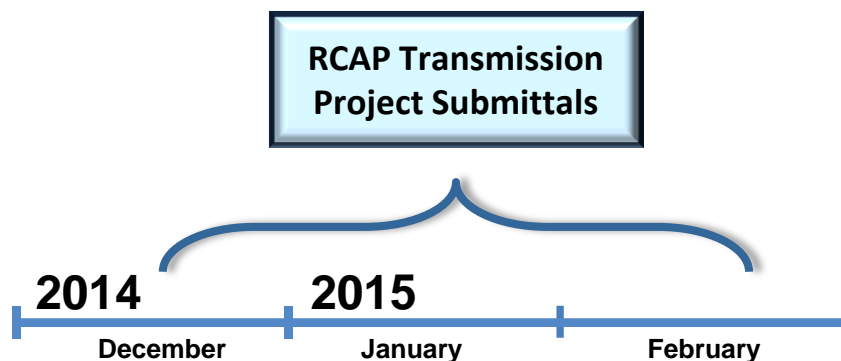 RCAP Transmission
Project Submittals
2014 2015
December January February